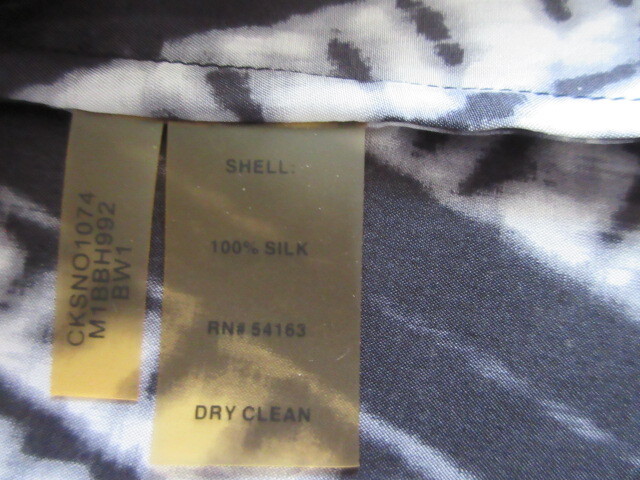 CKSNO1074
M1BBH992
BW1
SHELL:
100% SILK
RN# 54163
DRY CLEAN